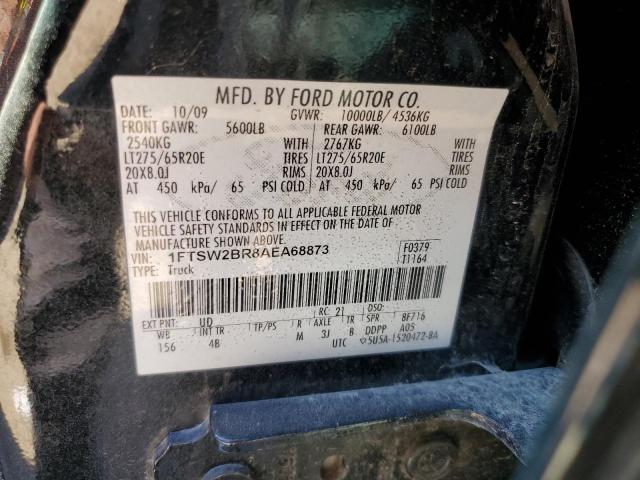 MFD. BY FORD MOTOR CO.
DATE: 10/09 GVWR: 10000LB/ 4536KG
FRONT GAWR: 5600LB REAR GAWR: 6100LB
2540KG WITH 2767KG WITH
LT275/65R20E TIRES LT275/65R20E TIRES
20X8.0J RIMS 20X8.0J RIMS
AT 450 kPa/ 65 PSI COLD AT 450 kPa/ 65 PSI COLD
THIS VEHICLE CONFORMS TO ALL APPLICABLE FEDERAL MOTOR
VEHICLE SAFETY STANDARDS IN EFFECT ON THE DATE OF
MANUFACTURE SHOWN ABOVE.
VIN: 1FTSW2BR8AEA68873 F0379
TYPE: Truck T1164
RC: 21 DSO:
EXT PNT: UD 8F716
WB INT TR TP/PS R AXLE TR SPR A05
156 4B M 3J B DDPP
UTC 5U5A-1520472-BA